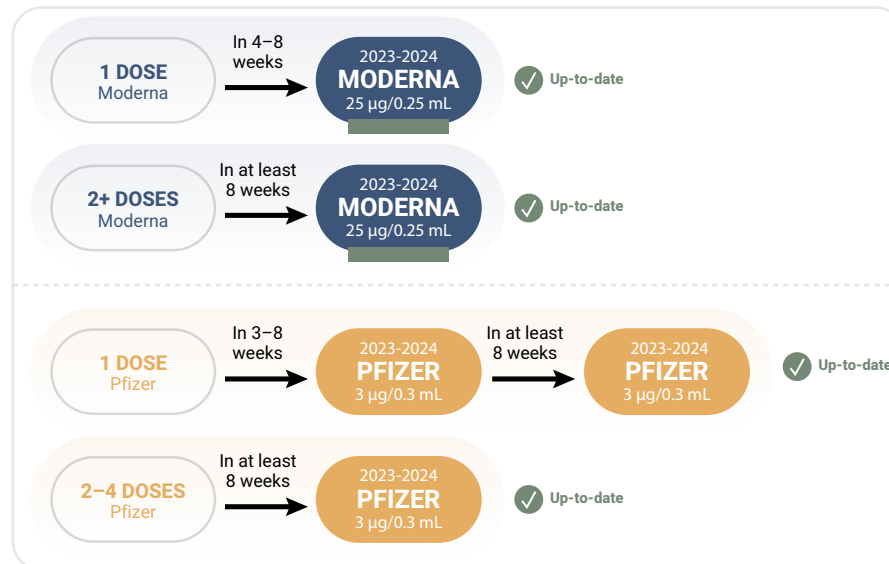 1 DOSE
Moderna
In 4–8
weeks
2023-2024
MODERNA
25 µg/0.25 mL
Up-to-date
2+ DOSES
Moderna
In at least
8 weeks
2023-2024
MODERNA
25 µg/0.25 mL
Up-to-date
1 DOSE
Pfizer
In 3–8
weeks
2023-2024
PFIZER
3 µg/0.3 mL
In at least
8 weeks
2023-2024
PFIZER
3 µg/0.3 mL
Up-to-date
2–4 DOSES
Pfizer
In at least
8 weeks
2023-2024
PFIZER
3 µg/0.3 mL
Up-to-date